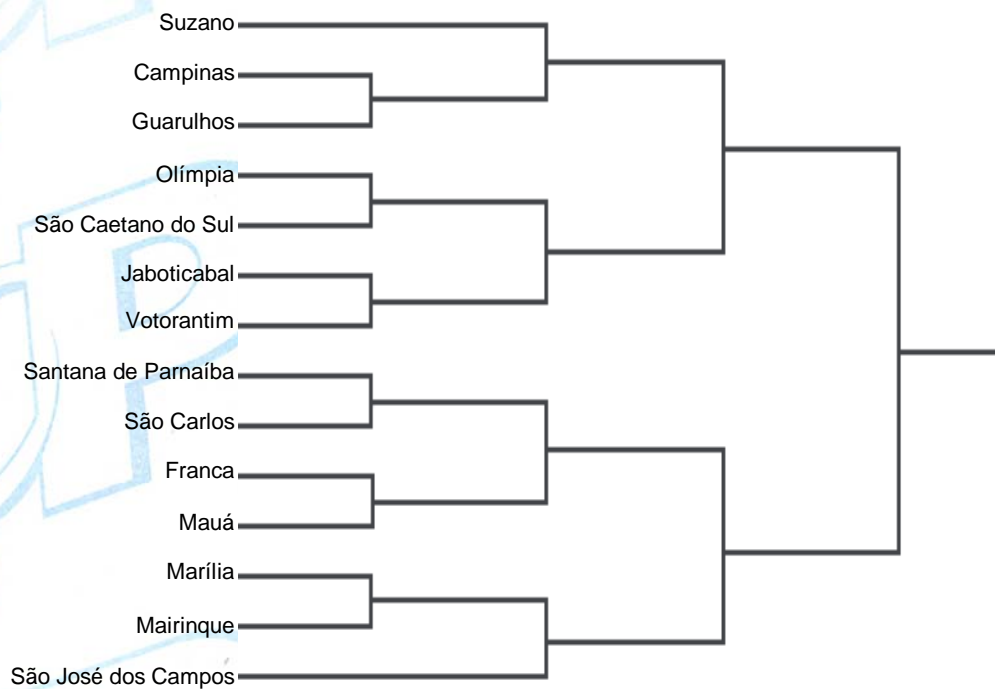 Suzano
Campinas
Guarulhos
Olímpia
São Caetano do Sul
Jaboticabal
Votorantim
Santana de Parnaíba
São Carlos
Franca
Mauá
Marília
Mairinque
São José dos Campos